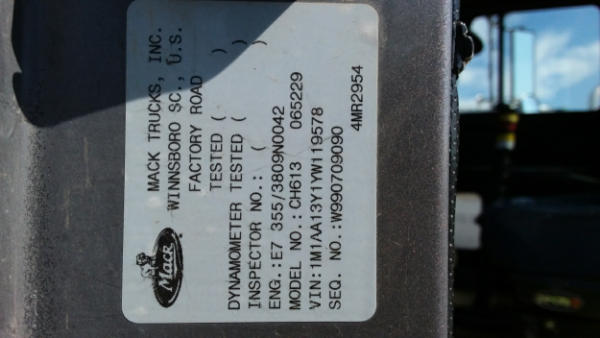 MACK TRUCKS, INC.
WINNSBORO SC., U.S.
FACTORY ROAD
TESTED ( )
DYNAMOMETER TESTED ( )
INSPECTOR NO.: ( )
ENG.:E7 355/3809N0042
MODEL NO.:CH613 065229
VIN:1M1AA13Y1YW119578
SEQ. NO.:W990709090
4MR2954
Mack